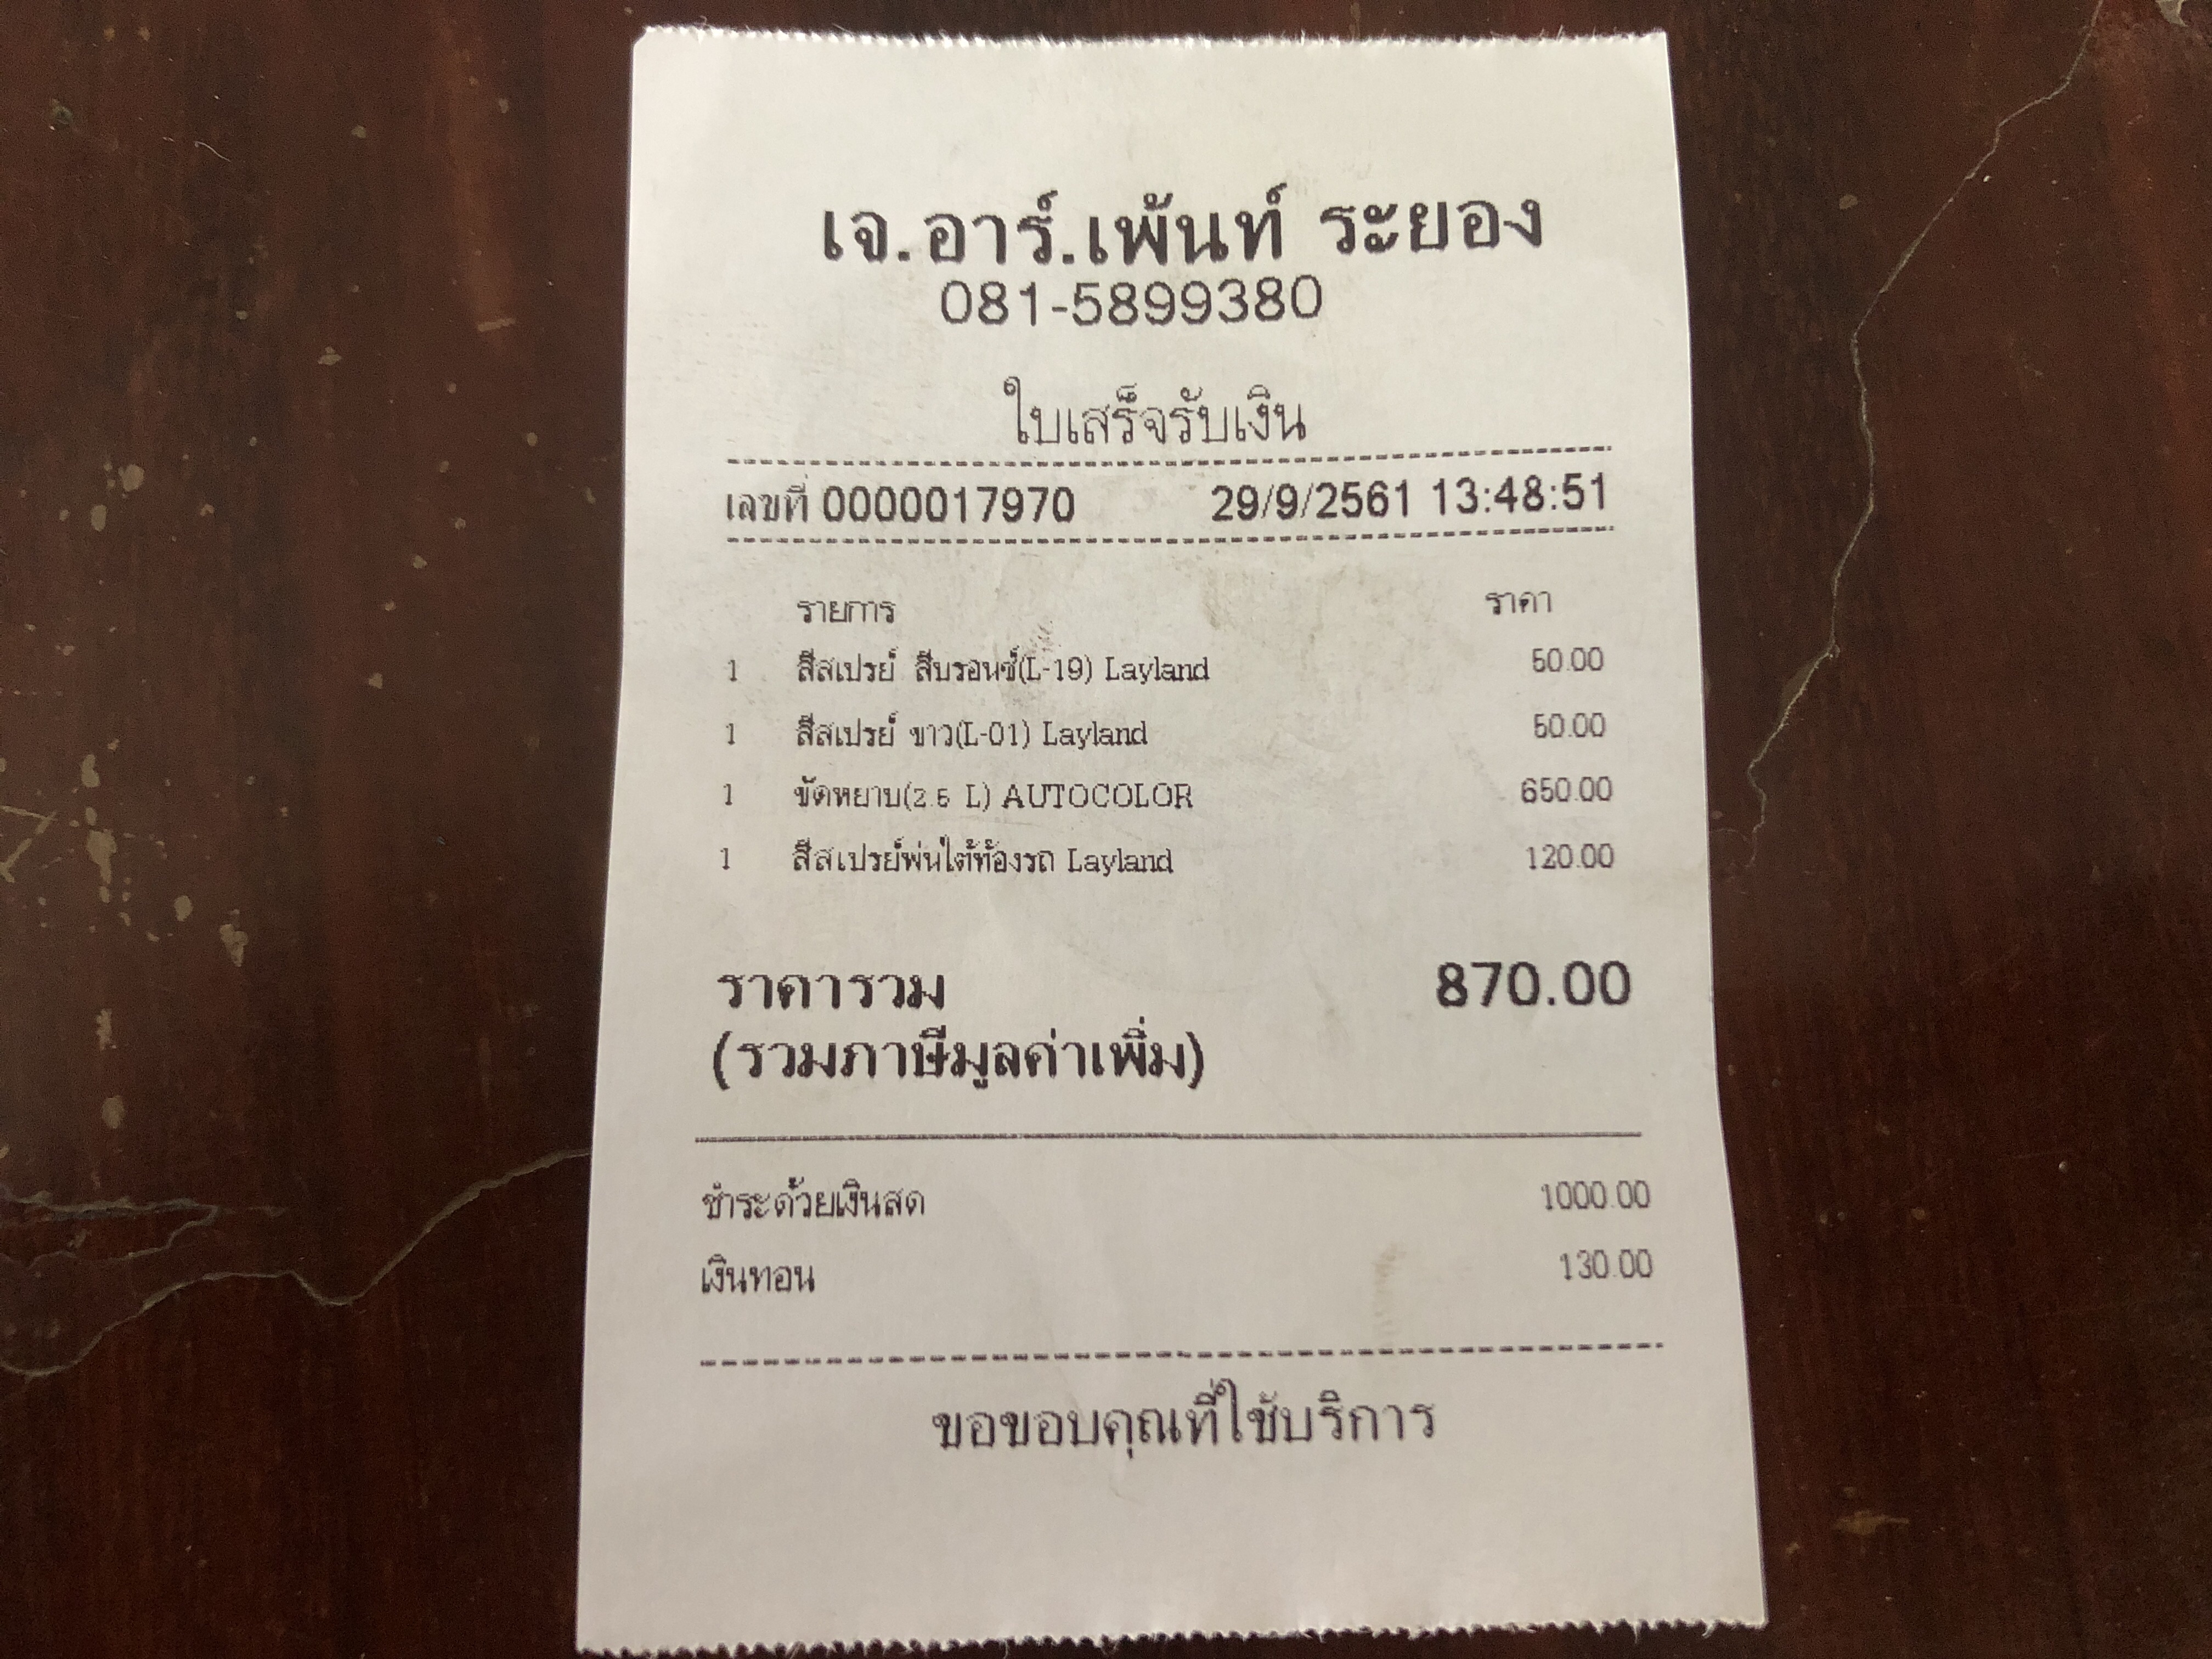 เจ.อาร์.เพ้นท์ ระยอง
081-5899380
ใบเสร็จรับเงิน
เลขที่ 0000017970 29/9/2561 13:48:51
รายการ ราคา
1 สีสเปรย์ สีบรอนซ์(L-19) Layland 50.00
1 สีสเปรย์ ขาว(L-01) Layland 50.00
1 ขัดหยาบ(2.5 L) AUTOCOLOR 650.00
1 สีสเปรย์พ่นใต้ท้องรถ Layland 120.00
ราคารวม 870.00
(รวมภาษีมูลค่าเพิ่ม)
ชำระด้วยเงินสด 1000.00
เงินทอน 130.00
ขอขอบคุณที่ใช้บริการ